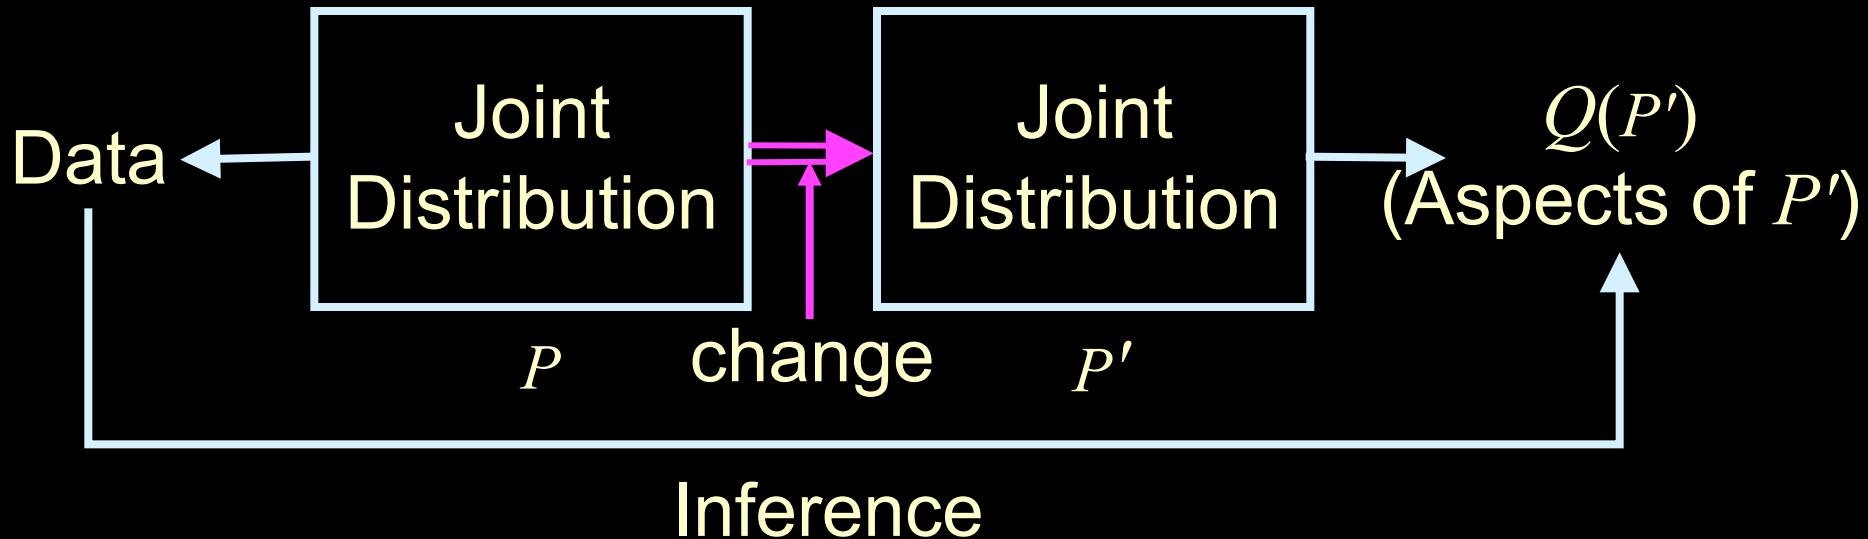 Data
Joint
Distribution
P
change
Joint
Distribution
P′
Q(P′)
(Aspects of P′)
Inference